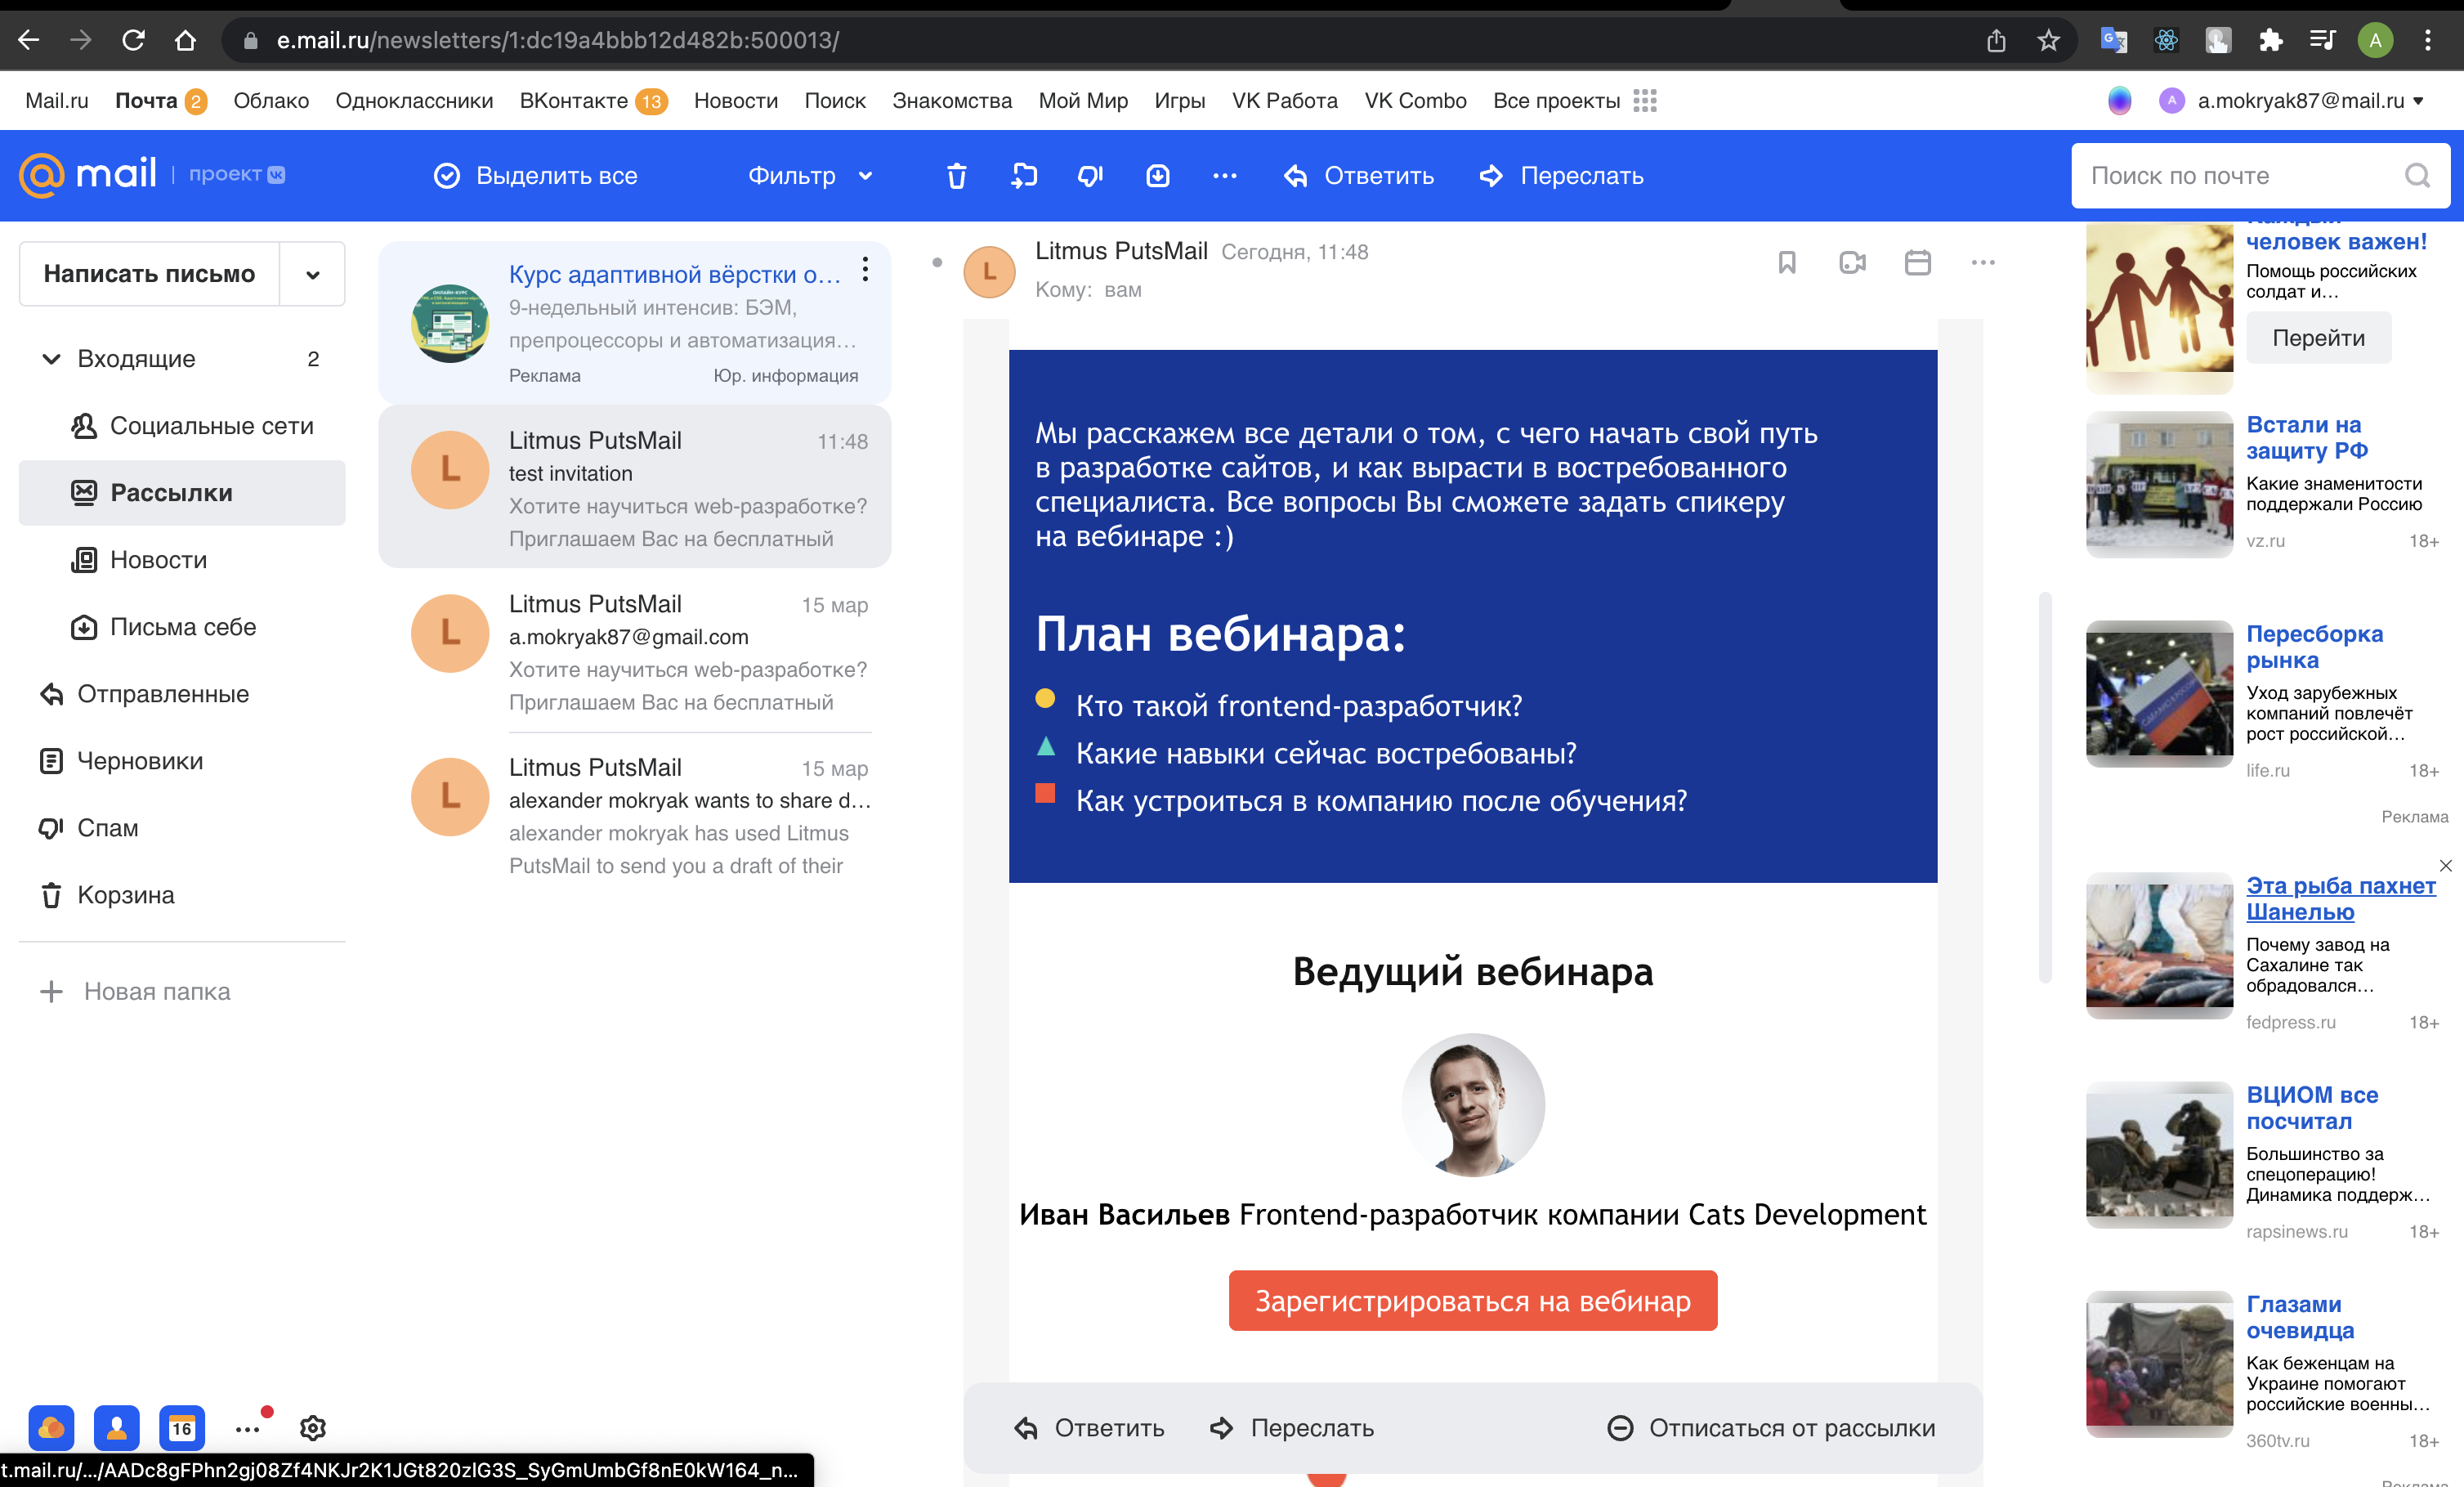 e.mail.ru/newsletters/1:dc19a4bbb12d482b:500013/
A
Mail.ru Почта 2 Облако Одноклассники ВКонтакте 13 Новости Поиск Знакомства Мой Мир Игры VK Работа VK Combo Все проекты
A a.mokryak87@mail.ru
mail проект
Выделить все Фильтр Ответить Переслать
Поиск по почте
Написать письмо
Входящие 2
Социальные сети
Рассылки
Новости
Письма себе
Отправленные
Черновики
Спам
Корзина
Новая папка
16
t.mail.ru/.../AADc8gFPhn2gj08Zf4NKJr2K1JGt820zlG3S_SyGmUmbGf8nE0kW164_n...
Курс адаптивной вёрстки о...
9-недельный интенсив: БЭМ,
препроцессоры и автоматизация...
Реклама Юр. информация
L
Litmus PutsMail 11:48
test invitation
Хотите научиться web-разработке?
Приглашаем Вас на бесплатный
L
Litmus PutsMail 15 мар
a.mokryak87@gmail.com
Хотите научиться web-разработке?
Приглашаем Вас на бесплатный
L
Litmus PutsMail 15 мар
alexander mokryak wants to share d...
alexander mokryak has used Litmus
PutsMail to send you a draft of their
L
Litmus PutsMail Сегодня, 11:48
Кому: вам
Мы расскажем все детали о том, с чего начать свой путь
в разработке сайтов, и как вырасти в востребованного
специалиста. Все вопросы Вы сможете задать спикеру
на вебинаре :)
План вебинара:
Кто такой frontend-разработчик?
Какие навыки сейчас востребованы?
Как устроиться в компанию после обучения?
Ведущий вебинара
Иван Васильев Frontend-разработчик компании Cats Development
Зарегистрироваться на вебинар
Ответить Переслать Отписаться от рассылки
человек важен!
Помощь российских
солдат и...
Перейти
Встали на
защиту РФ
Какие знаменитости
поддержали Россию
vz.ru 18+
Пересборка
рынка
Уход зарубежных
компаний повлечёт
рост российской...
life.ru 18+
Реклама
Эта рыба пахнет
Шанелью
Почему завод на
Сахалине так
обрадовался...
fedpress.ru 18+
ВЦИОМ все
посчитал
Большинство за
спецоперацию!
Динамика поддерж...
rapsinews.ru 18+
Глазами
очевидца
Как беженцам на
Украине помогают
российские военны...
360tv.ru 18+